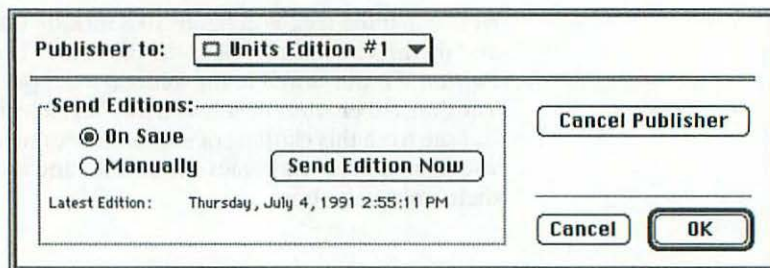 Publisher to: Units Edition #1
Send Editions:
On Save
Manually
Send Edition Now
Latest Edition: Thursday, July 4, 1991 2:55:11 PM
Cancel Publisher
Cancel
OK